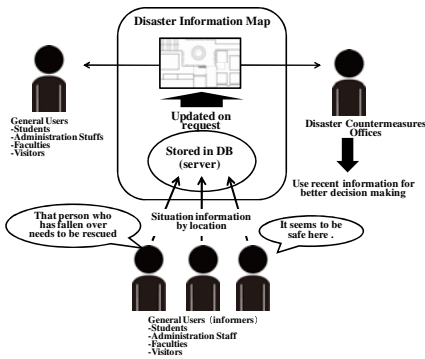 Disaster Information Map
General Users
-Students
-Administration Stuffs
-Faculties
-Visitors
Updated on
request
Disaster Countermeasures
Offices
Stored in DB
(server)
Use recent information for
better decision making
That person who
has fallen over
needs to be rescued
Situation information
by location
It seems to be
safe here .
General Users (informers)
-Students
-Administration Staff
-Faculties
-Visitors